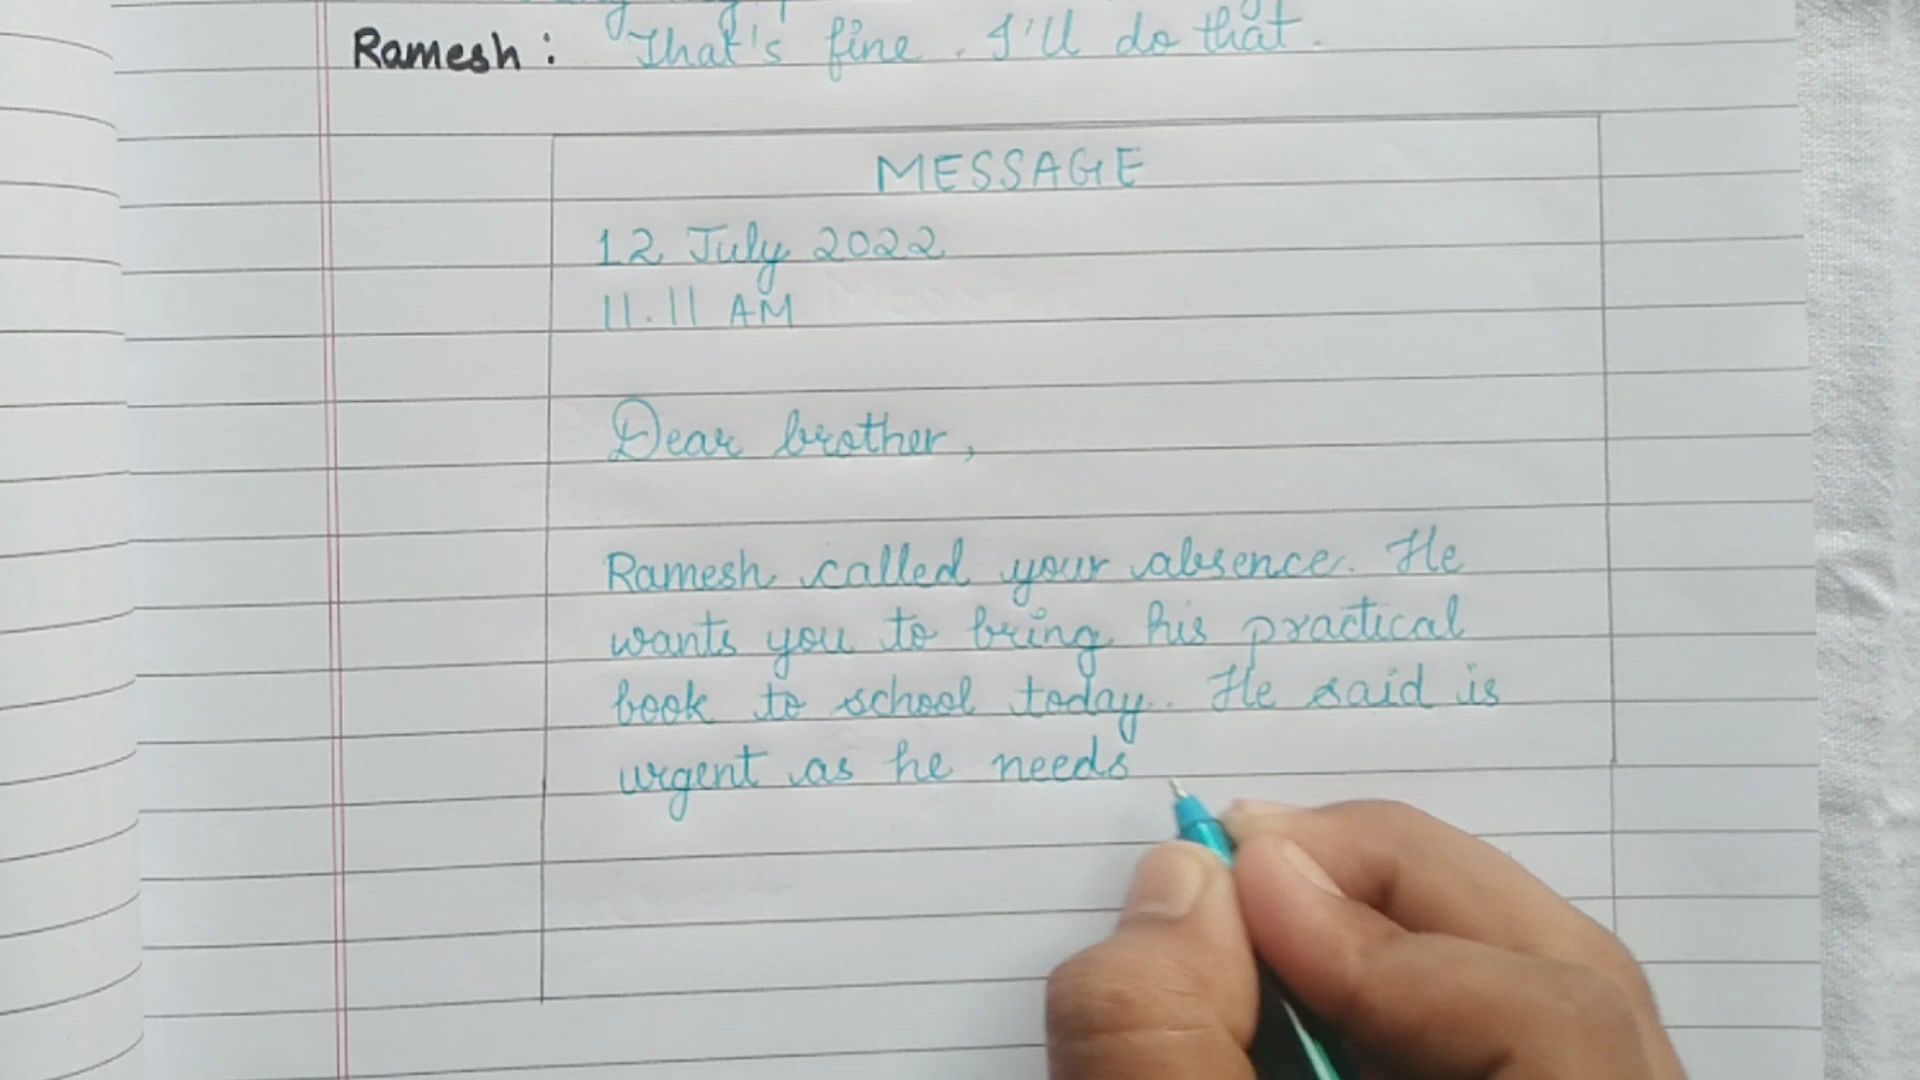 Ramesh : That's fine. I'll do that.
MESSAGE
12 July 2022
11.11 AM
Dear brother,
Ramesh called your absence. He
wants you to bring his practical
book to school today. He said is
urgent as he needs